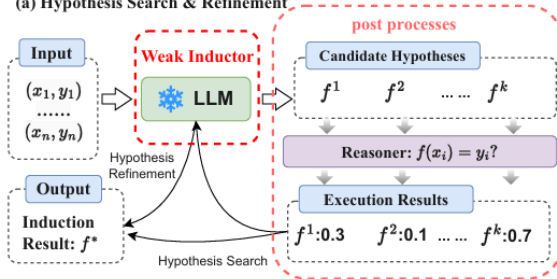 (a) Hypothesis Search & Refinement
post processes
Input
(x₁, y₁)
......
(xₙ, yₙ)
Weak Inductor
LLM
Candidate Hypotheses
f¹ f² ... ... fᵏ
Reasoner: f(xᵢ) = yᵢ?
Hypothesis
Refinement
Output
Induction
Result: f*
Execution Results
f¹:0.3 f²:0.1 ... ... fᵏ:0.7
Hypothesis Search